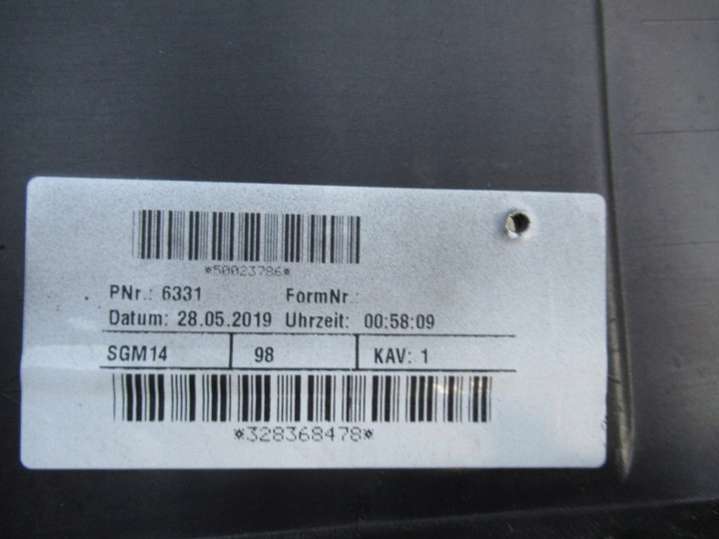 *50023786*
PNr.: 6331 FormNr.:
Datum: 28.05.2019 Uhrzeit: 00:58:09
SGM14 98 KAV: 1
*328368478*